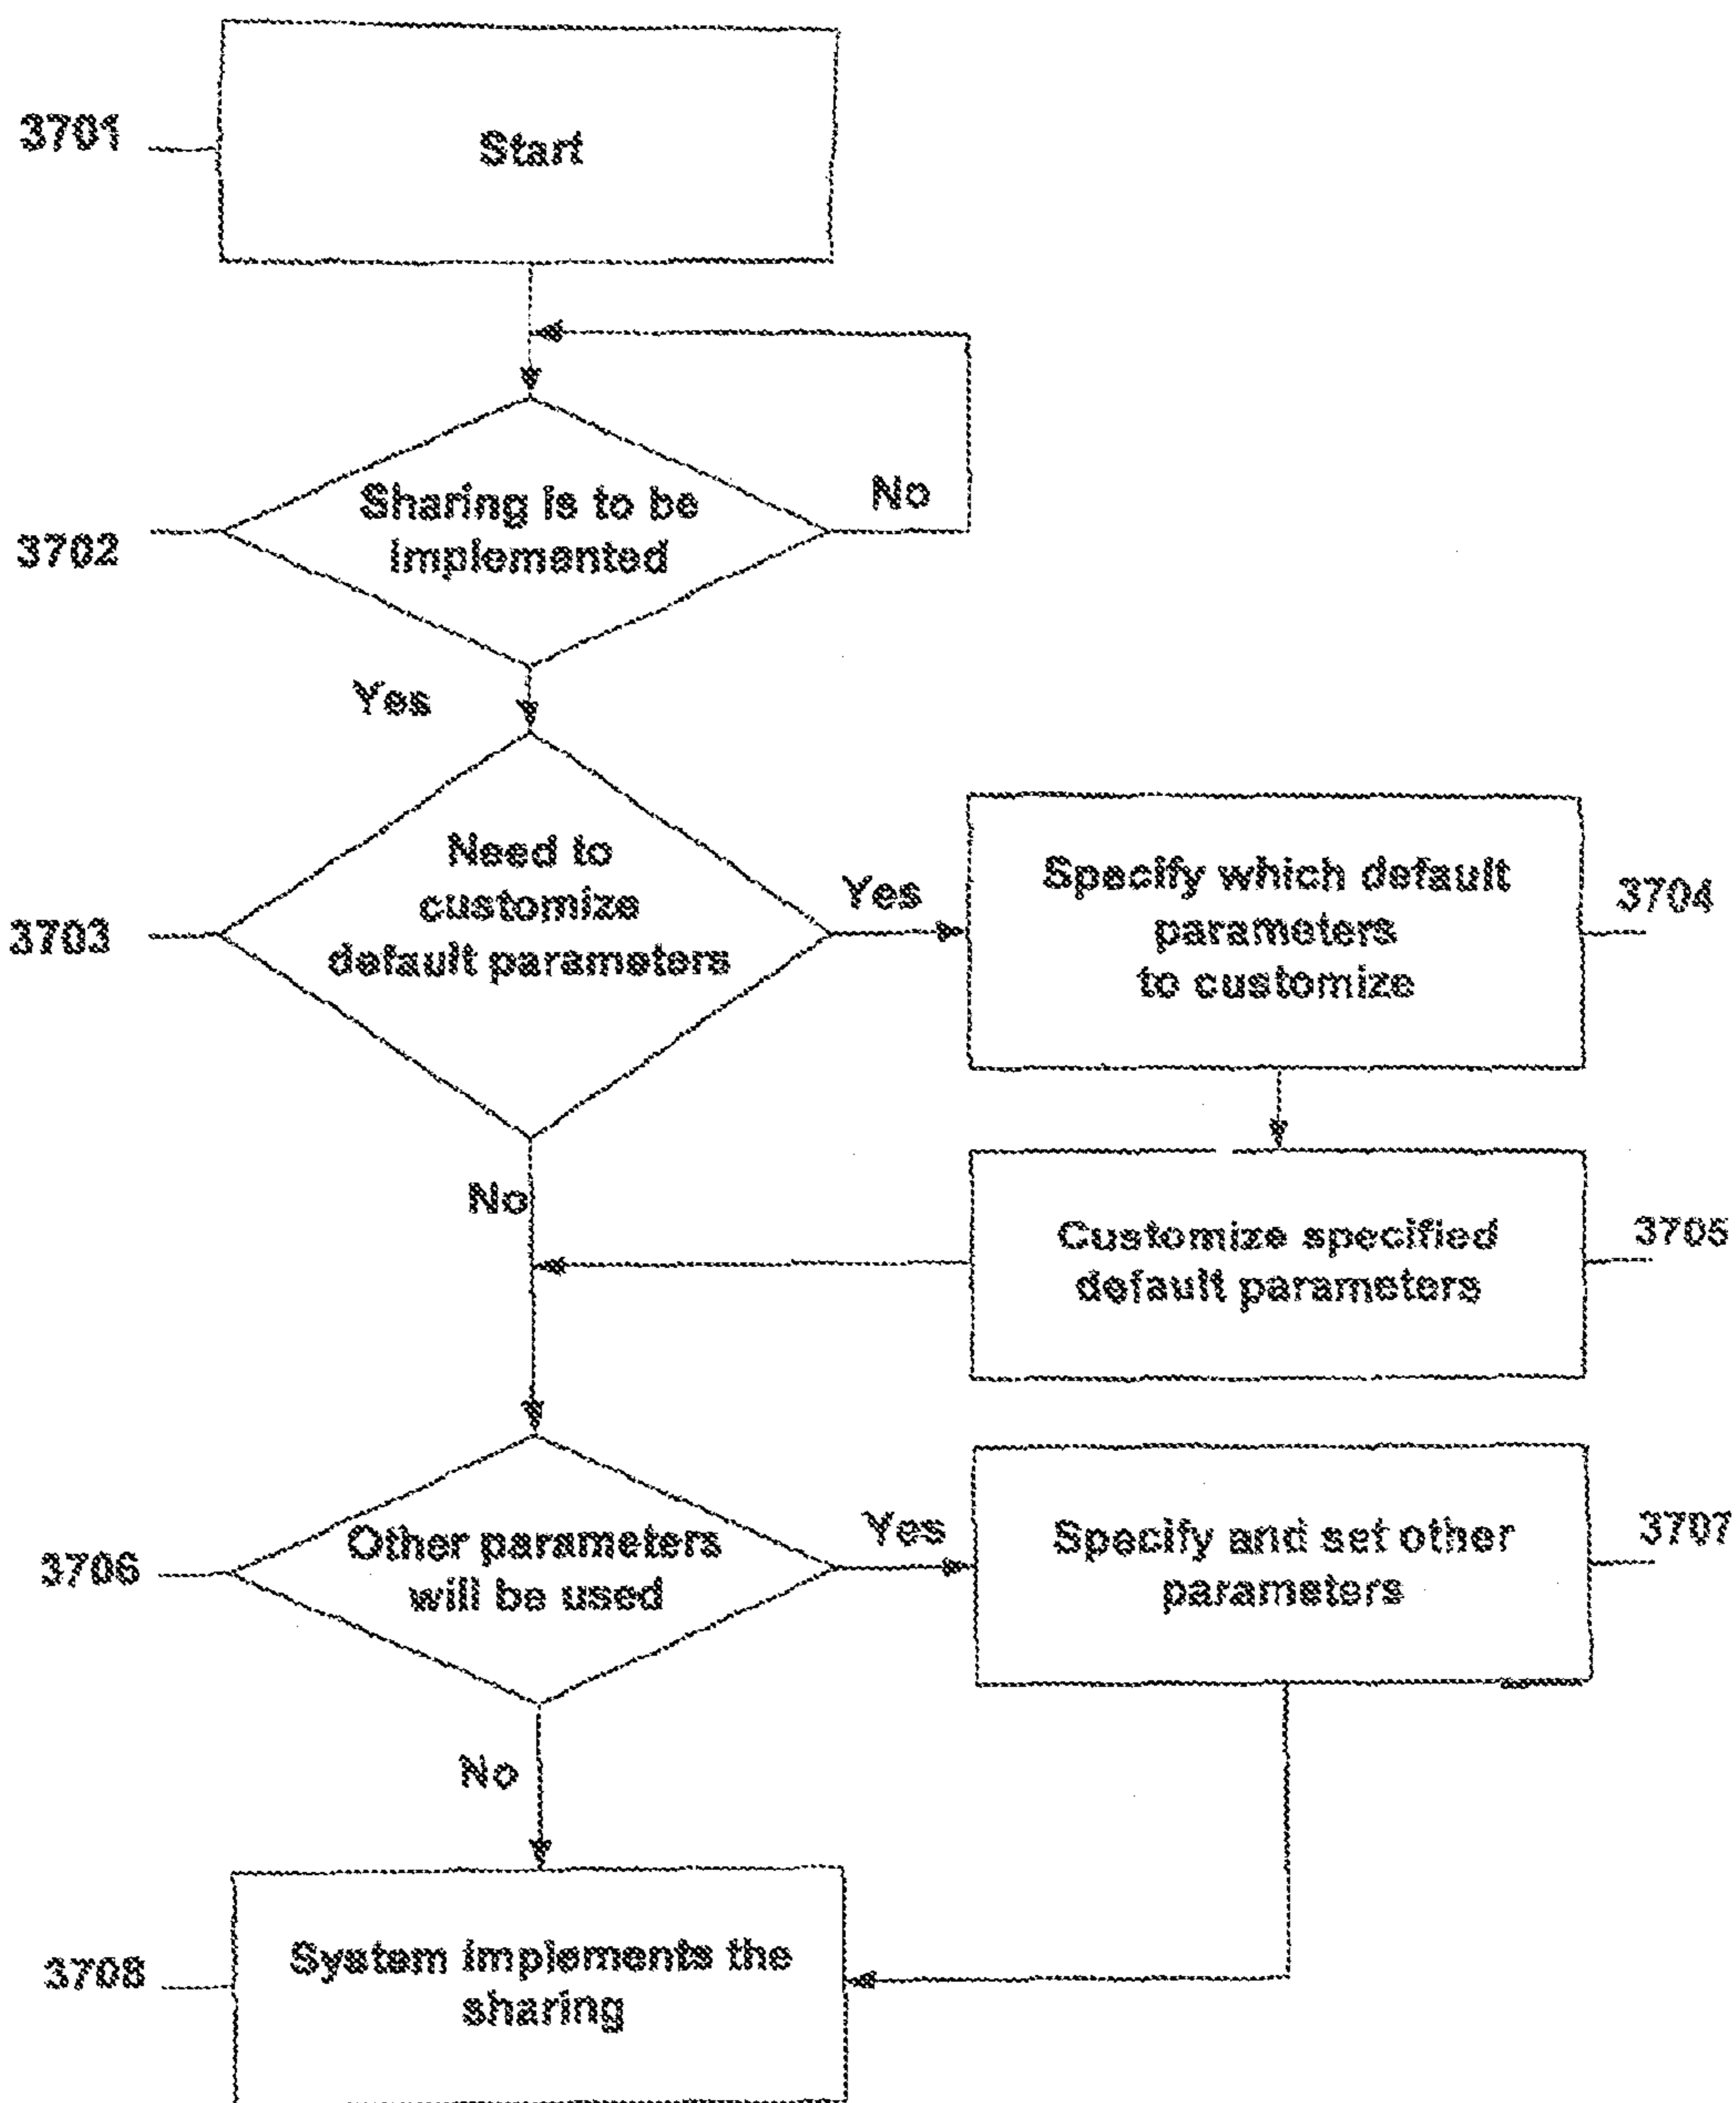 3701
Start
No
3702
Sharing is to be
implemented
Yes
3703
Need to
customize
default parameters
Yes
Specify which default
parameters
to customize
3704
No
Customize specified
default parameters
3705
3706
Other parameters
will be used
Yes
Specify and set other
parameters
3707
No
3708
System implements the
sharing